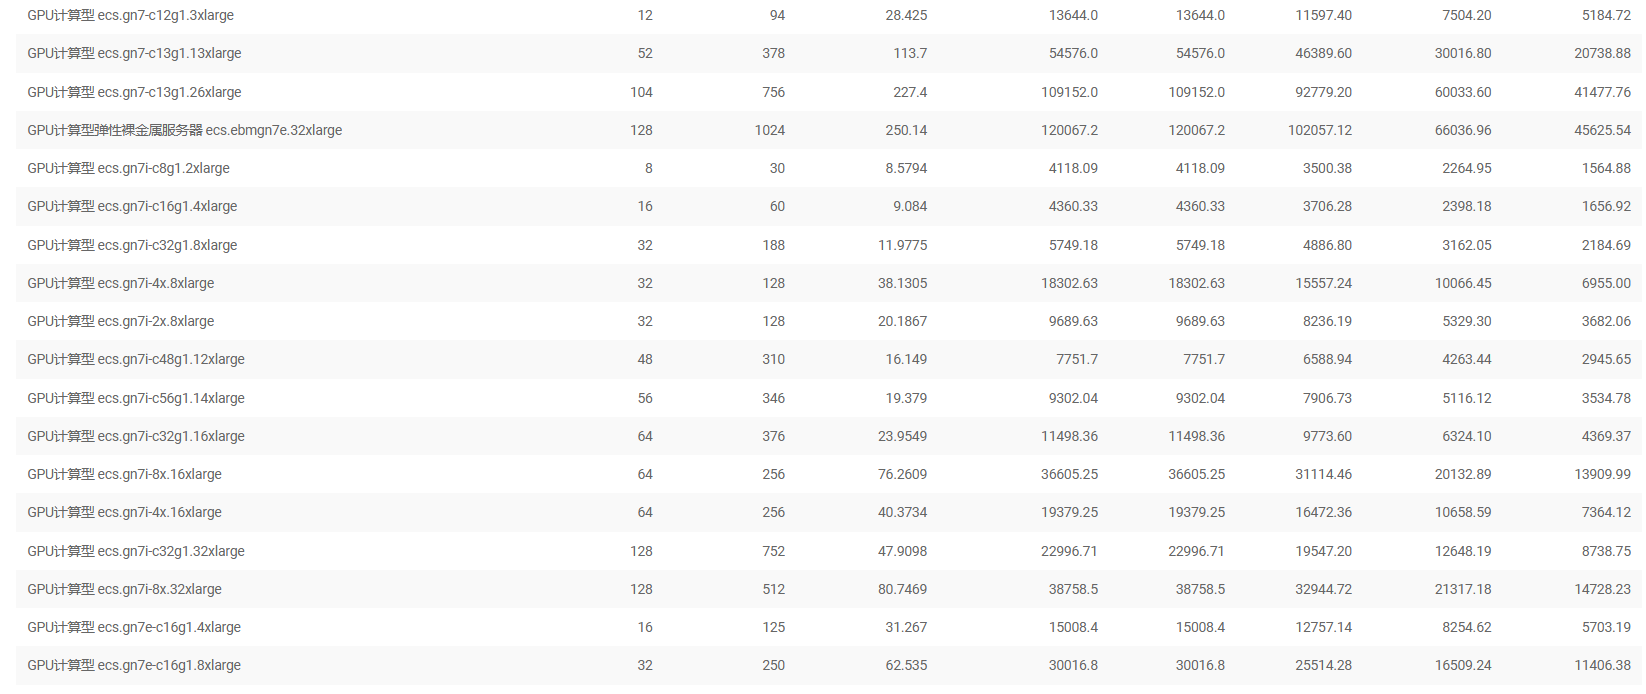 GPU计算型 ecs.gn7-c12g1.3xlarge 12 94 28.425 13644.0 13644.0 11597.40 7504.20 5184.72
GPU计算型 ecs.gn7-c13g1.13xlarge 52 378 113.7 54576.0 54576.0 46389.60 30016.80 20738.88
GPU计算型 ecs.gn7-c13g1.26xlarge 104 756 227.4 109152.0 109152.0 92779.20 60033.60 41477.76
GPU计算型弹性裸金属服务器 ecs.ebmgn7e.32xlarge 128 1024 250.14 120067.2 120067.2 102057.12 66036.96 45625.54
GPU计算型 ecs.gn7i-c8g1.2xlarge 8 30 8.5794 4118.09 4118.09 3500.38 2264.95 1564.88
GPU计算型 ecs.gn7i-c16g1.4xlarge 16 60 9.084 4360.33 4360.33 3706.28 2398.18 1656.92
GPU计算型 ecs.gn7i-c32g1.8xlarge 32 188 11.9775 5749.18 5749.18 4886.80 3162.05 2184.69
GPU计算型 ecs.gn7i-4x.8xlarge 32 128 38.1305 18302.63 18302.63 15557.24 10066.45 6955.00
GPU计算型 ecs.gn7i-2x.8xlarge 32 128 20.1867 9689.63 9689.63 8236.19 5329.30 3682.06
GPU计算型 ecs.gn7i-c48g1.12xlarge 48 310 16.149 7751.7 7751.7 6588.94 4263.44 2945.65
GPU计算型 ecs.gn7i-c56g1.14xlarge 56 346 19.379 9302.04 9302.04 7906.73 5116.12 3534.78
GPU计算型 ecs.gn7i-c32g1.16xlarge 64 376 23.9549 11498.36 11498.36 9773.60 6324.10 4369.37
GPU计算型 ecs.gn7i-8x.16xlarge 64 256 76.2609 36605.25 36605.25 31114.46 20132.89 13909.99
GPU计算型 ecs.gn7i-4x.16xlarge 64 256 40.3734 19379.25 19379.25 16472.36 10658.59 7364.12
GPU计算型 ecs.gn7i-c32g1.32xlarge 128 752 47.9098 22996.71 22996.71 19547.20 12648.19 8738.75
GPU计算型 ecs.gn7i-8x.32xlarge 128 512 80.7469 38758.5 38758.5 32944.72 21317.18 14728.23
GPU计算型 ecs.gn7e-c16g1.4xlarge 16 125 31.267 15008.4 15008.4 12757.14 8254.62 5703.19
GPU计算型 ecs.gn7e-c16g1.8xlarge 32 250 62.535 30016.8 30016.8 25514.28 16509.24 11406.38